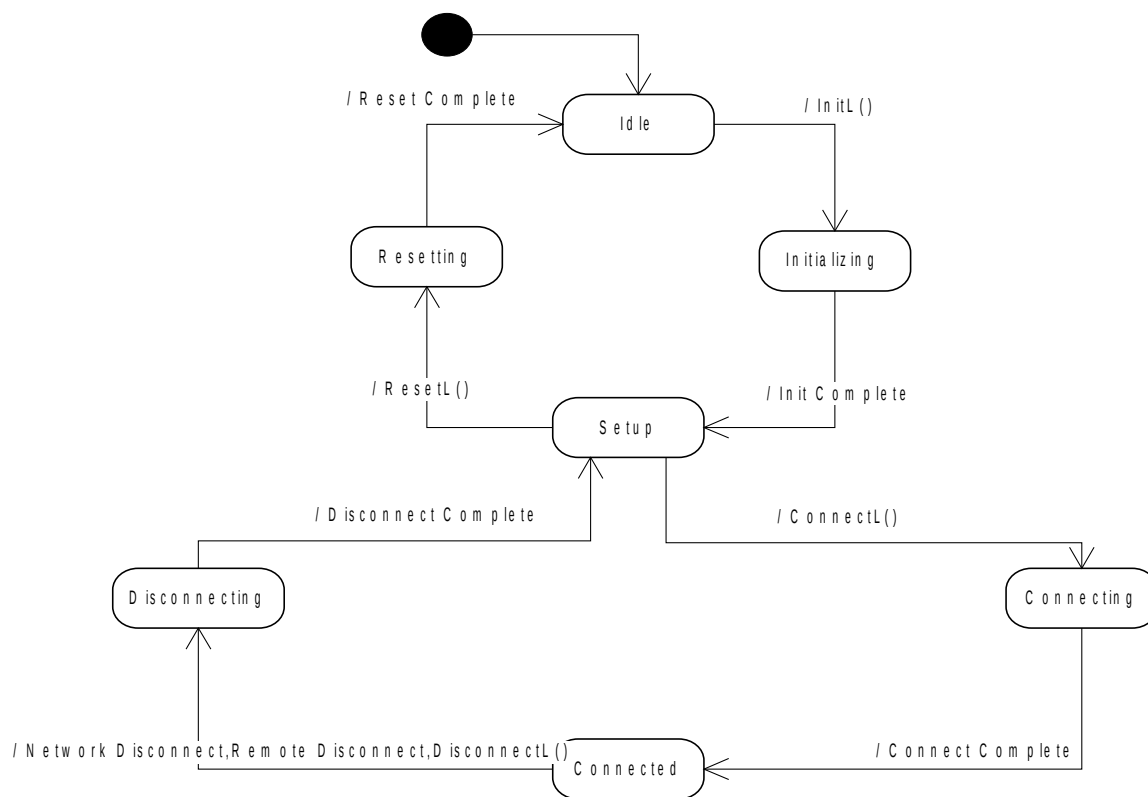 / Reset Complete
/ InitL()
Idle
Resetting
Initializing
/ ResetL()
/ Init Complete
Setup
/ Disconnect Complete
/ ConnectL()
Disconnecting
Connecting
/ Network Disconnect,Remote Disconnect,DisconnectL()
/ Connect Complete
Connected